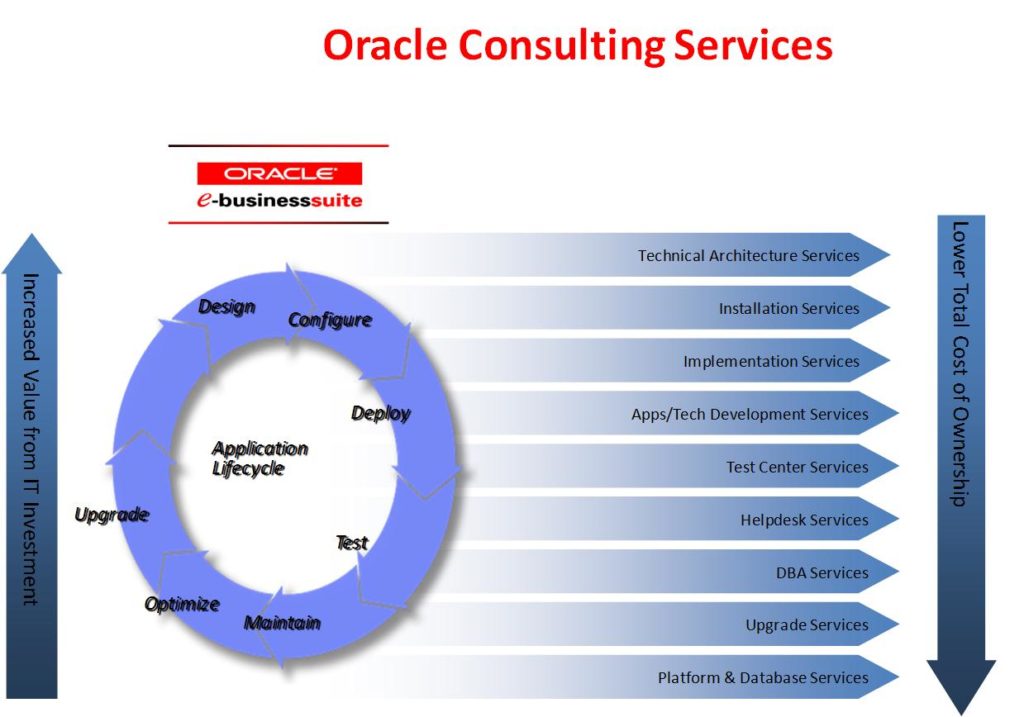 Oracle Consulting Services
ORACLE
e-businesssuite
Increased Value from IT Investment
Design
Configure
Deploy
Application
Lifecycle
Upgrade
Test
Optimize
Maintain
Technical Architecture Services
Installation Services
Implementation Services
Apps/Tech Development Services
Test Center Services
Helpdesk Services
DBA Services
Upgrade Services
Platform & Database Services
Lower Total Cost of Ownership